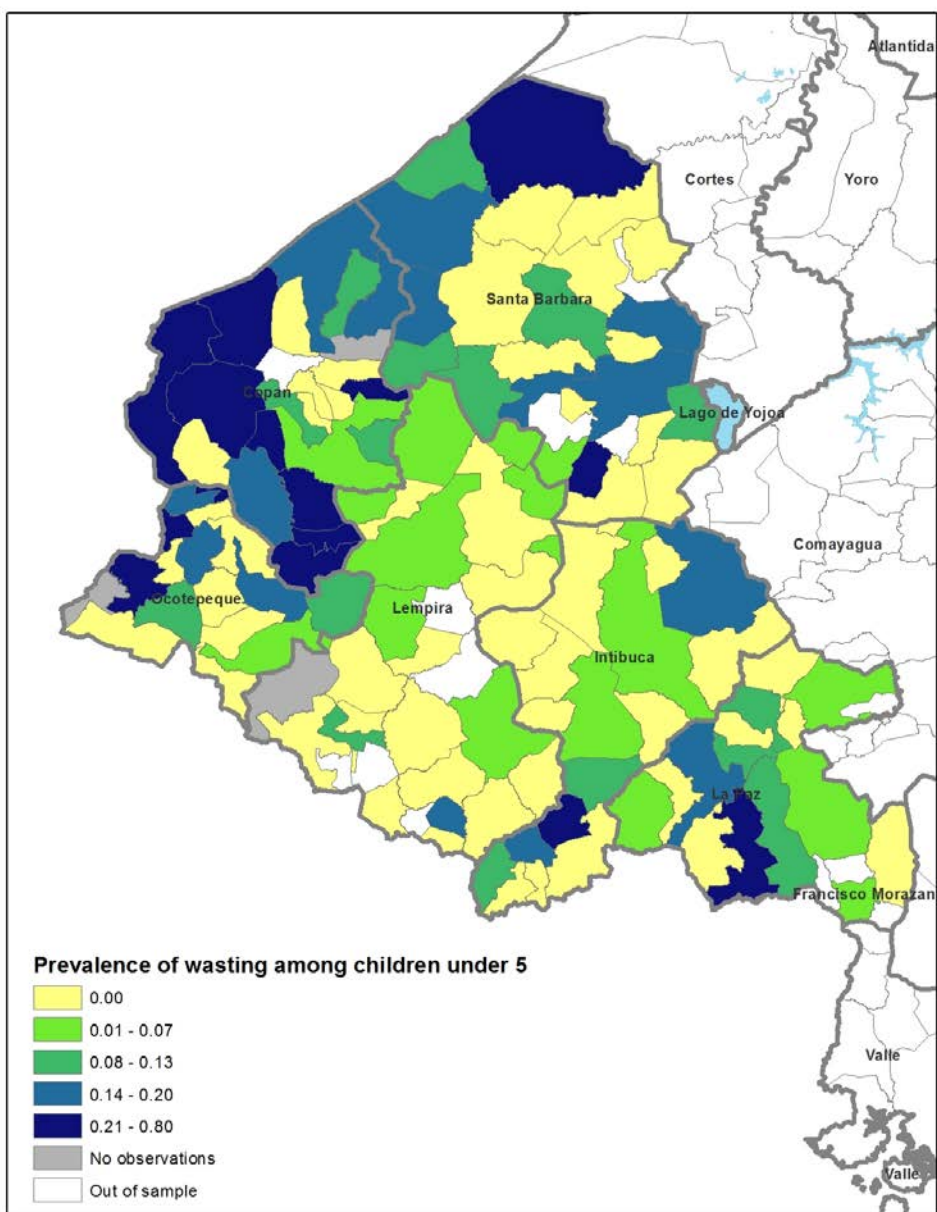 Atlantida
Cortes
Yoro
Santa Barbara
Copan
Lago de Yojoa
Comayagua
Ocotepeque
Lempira
Intibuca
La Paz
Francisco Morazan
Valle
Valle
Prevalence of wasting among children under 5
0.00
0.01 - 0.07
0.08 - 0.13
0.14 - 0.20
0.21 - 0.80
No observations
Out of sample